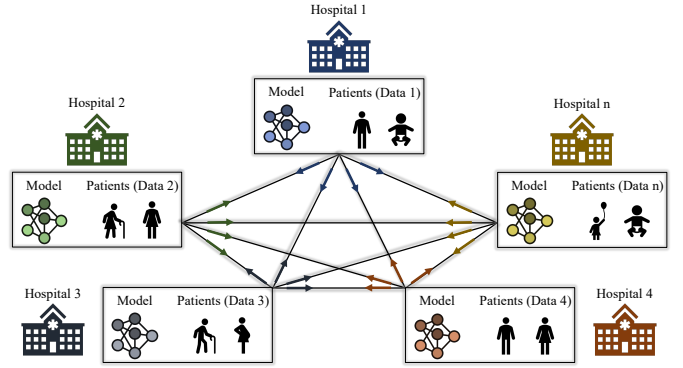 Hospital 1
Model Patients (Data 1)
Hospital 2
Model Patients (Data 2)
Hospital n
Model Patients (Data n)
Hospital 3
Model Patients (Data 3)
Model Patients (Data 4)
Hospital 4